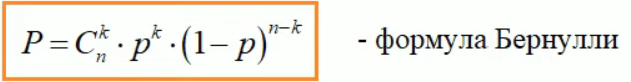 P = C_n^k · p^k · (1 − p)^{n−k} - формула Бернулли